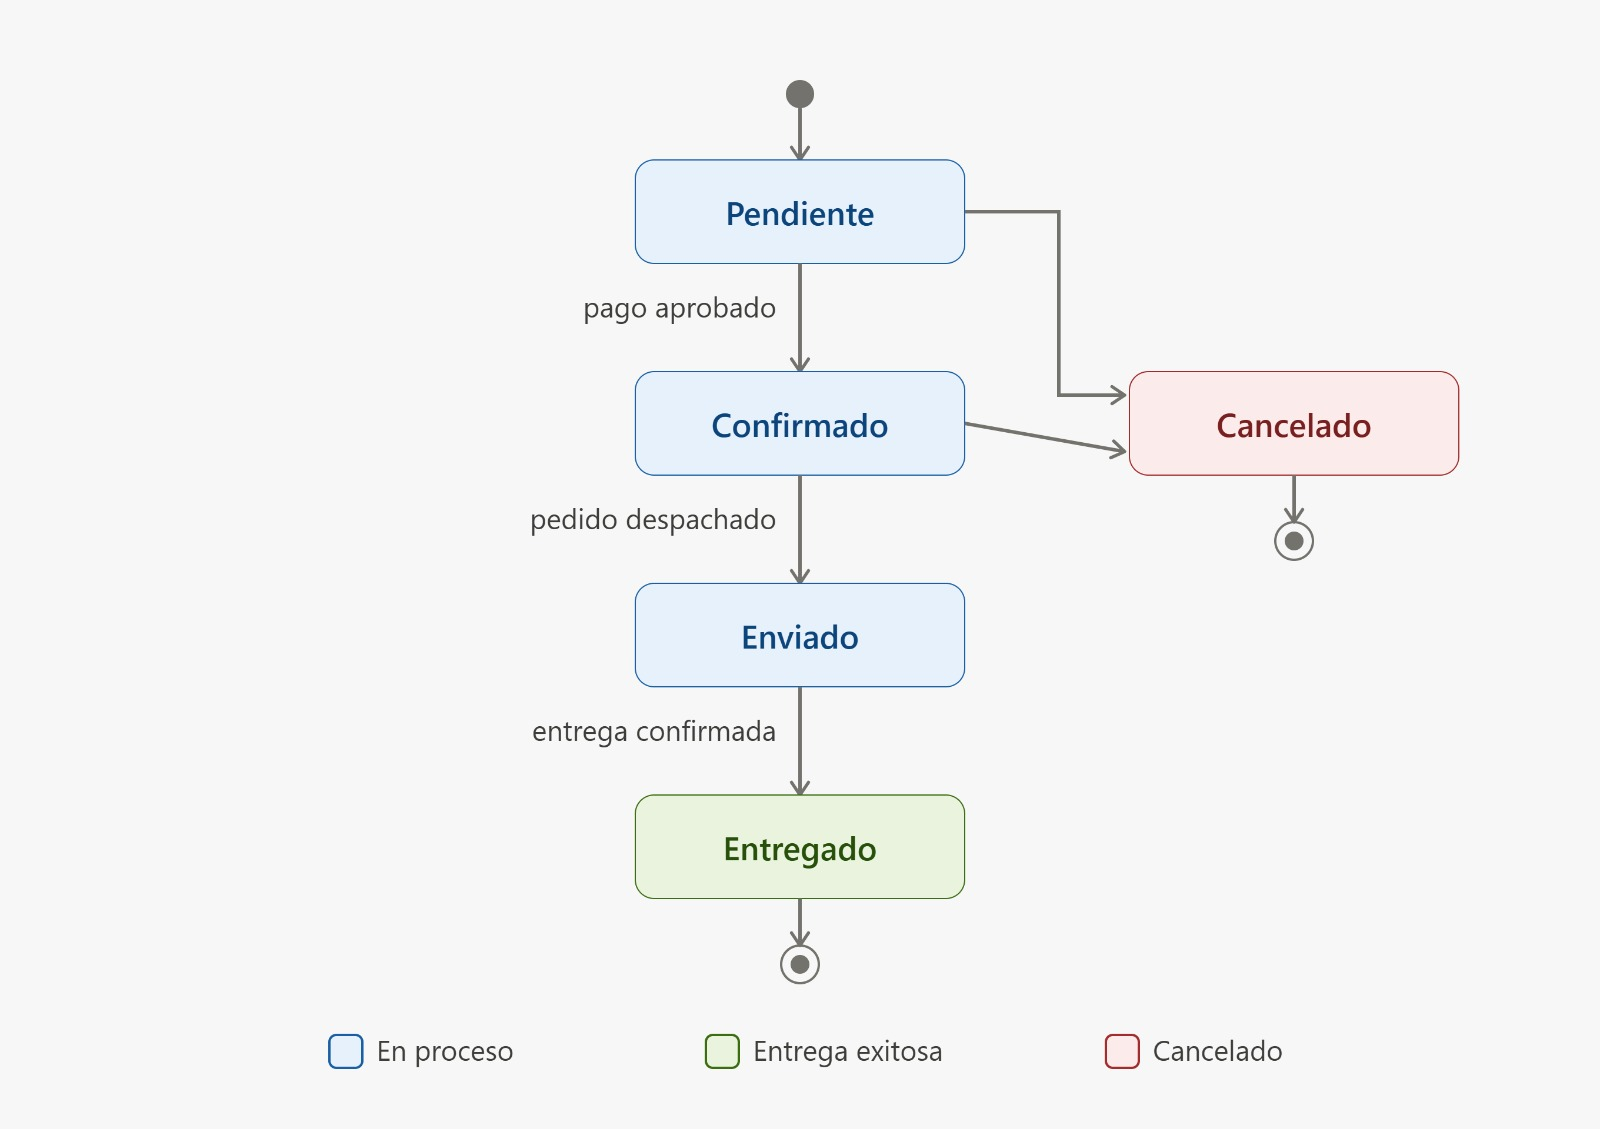 Pendiente
pago aprobado
Confirmado
Cancelado
pedido despachado
Enviado
entrega confirmada
Entregado
En proceso
Entrega exitosa
Cancelado